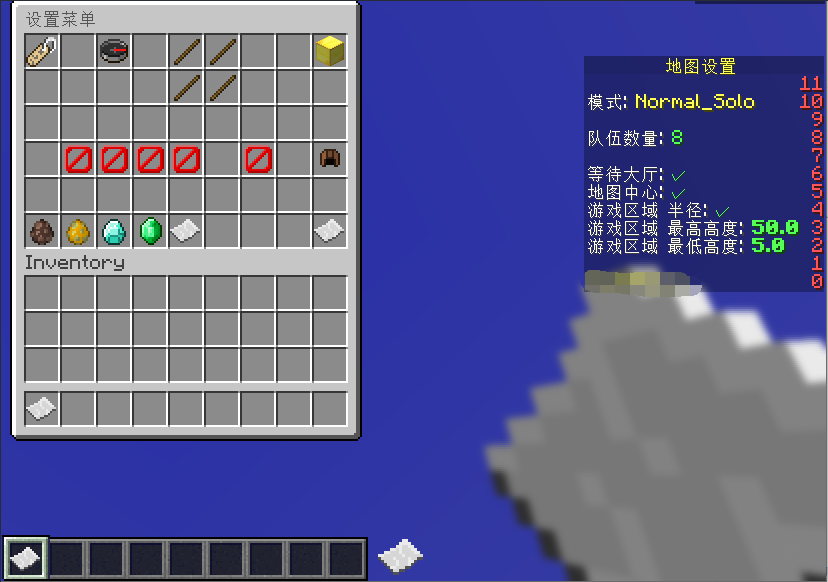 设置菜单
Inventory
地图设置
11
模式: Normal_Solo 10
9
队伍数量: 8 8
7
等待大厅: ✓ 6
地图中心: ✓ 5
游戏区域 半径: ✓ 4
游戏区域 最高高度: 50.0 3
游戏区域 最低高度: 5.0 2
1
0